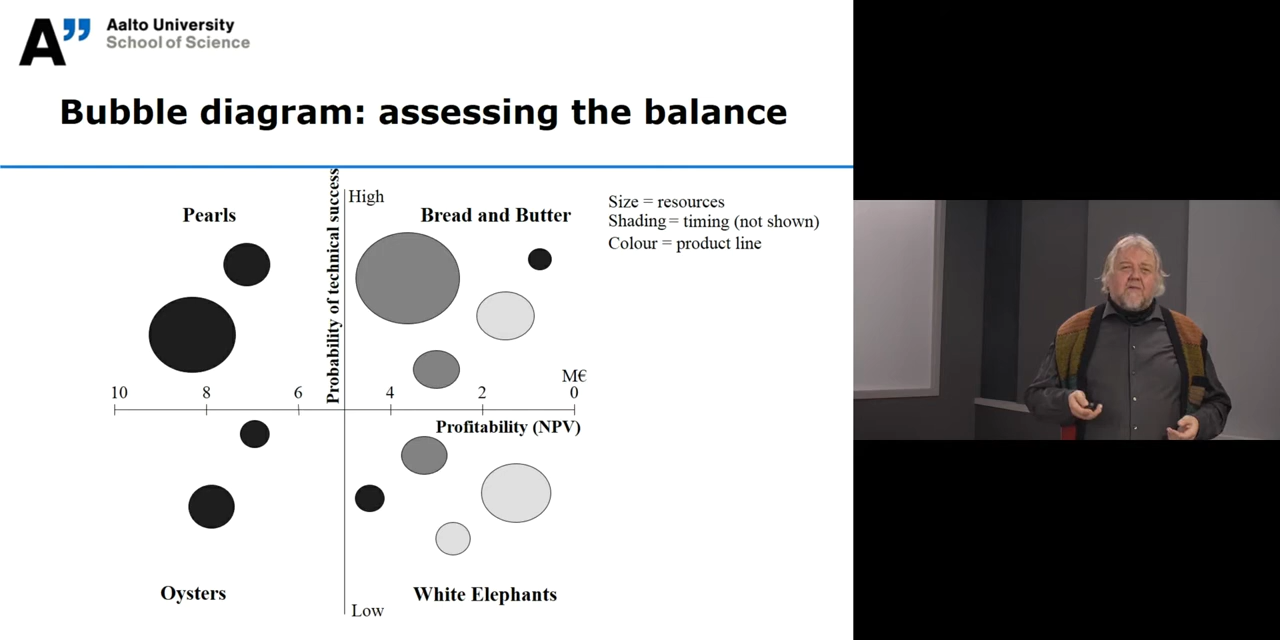 Aalto University
School of Science
Bubble diagram: assessing the balance
Pearls
Probability of technical success
High
Bread and Butter
Size = resources
Shading = timing (not shown)
Colour = product line
M€
10 8 6 4 2 0
Profitability (NPV)
Oysters
White Elephants
Low